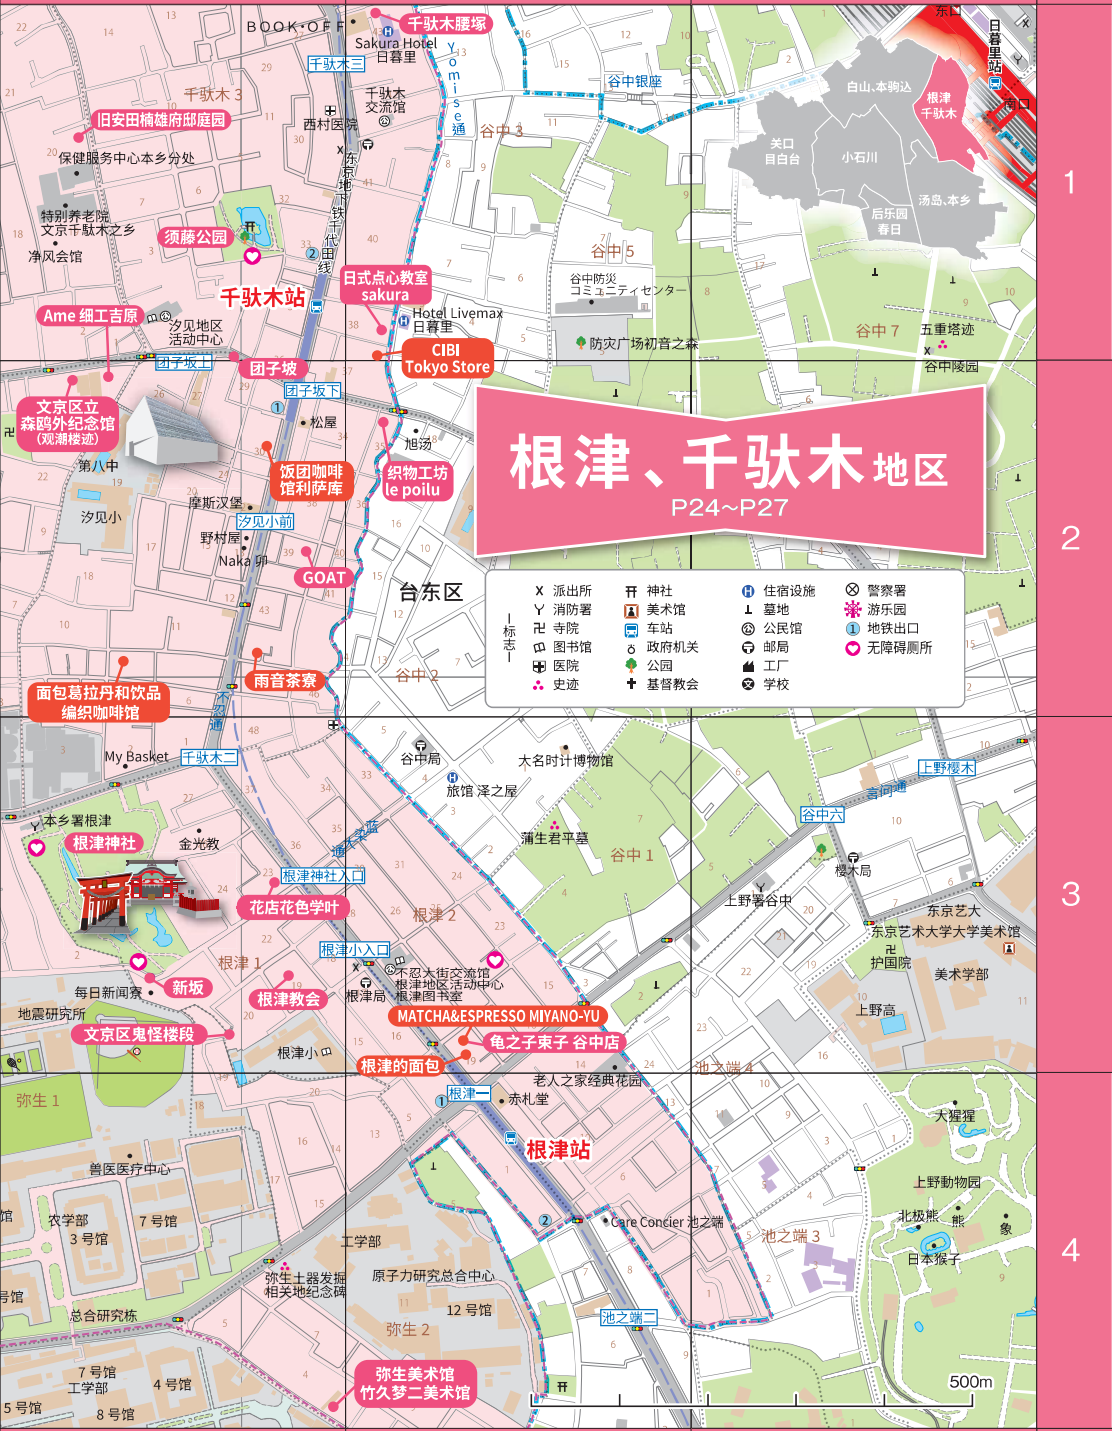 BOOK・OFF
千驮木腰塚
Sakura Hotel
日暮里
千驮木三
千驮木 3
Yomise通
千驮木
交流馆
西村医院
旧安田楠雄府邸庭园
保健服务中心本乡分处
特别养老院
文京千駄木之乡
净风会馆
须藤公园
东京地下铁千代田线
千驮木站
日式点心教室
sakura
Hotel Livemax
日暮里
CIBI
Tokyo Store
Ame 细工吉原
汐见地区
活动中心
团子坂上
团子坡
团子坂下
文京区立
森鸥外纪念馆
(观潮楼迹)
第八中
汐见小
松屋
饭团咖啡
馆利萨库
旭汤
织物工坊
le poilu
摩斯汉堡
汐见小前
野村屋
Naka 卯
GOAT
雨音茶寮
面包葛拉丹和饮品
编织咖啡馆
不忍通
谷中银座
谷中 3
谷中 5
谷中防災
コミュニティセンター
防灾广场初音之森
谷中 7
五重塔迹
谷中陵园
东口
日暮里站
南口
白山、本驹込
根津
千驮木
关口
目白台
小石川
汤岛、本乡
后乐园
春日
1
2
3
4
根津、千驮木地区
P24～P27
台东区
谷中 2
标志
派出所
消防署
寺院
图书馆
医院
史迹
神社
美术馆
车站
政府机关
公园
基督教会
住宿设施
墓地
公民馆
邮局
工厂
学校
警察署
游乐园
地铁出口
无障碍厕所
My Basket
千驮木二
本乡署根津
根津神社
金光教
蓝染大通
根津神社入口
花店花色学叶
根津 2
根津小入口
根津 1
每日新闻寮
新坂
地震研究所
文京区鬼怪楼段
根津教会
根津局
不忍大街交流馆
根津地区活动中心
根津图书室
MATCHA&ESPRESSO MIYANO-YU
龟之子束子 谷中店
根津的面包
根津小
谷中局
旅馆 泽之屋
大名时计博物馆
蒲生君平墓
谷中 1
上野樱木
言问通
谷中六
樱木局
上野署谷中
东京艺大
东京艺术大学大学美术馆
护国院
美术学部
上野高
池之端 4
老人之家经典花园
根津一
赤札堂
根津站
弥生 1
兽医医疗中心
农学部
3 号馆
7 号馆
工学部
弥生土器发掘
相关地纪念碑
原子力研究总合中心
12 号馆
弥生 2
总合研究栋
7 号馆
工学部
4 号馆
5 号馆
8 号馆
弥生美术馆
竹久梦二美术馆
Care Concier 池之端
池之端 3
池之端二
大猩猩
上野動物园
北极熊
熊
象
日本猴子
500m